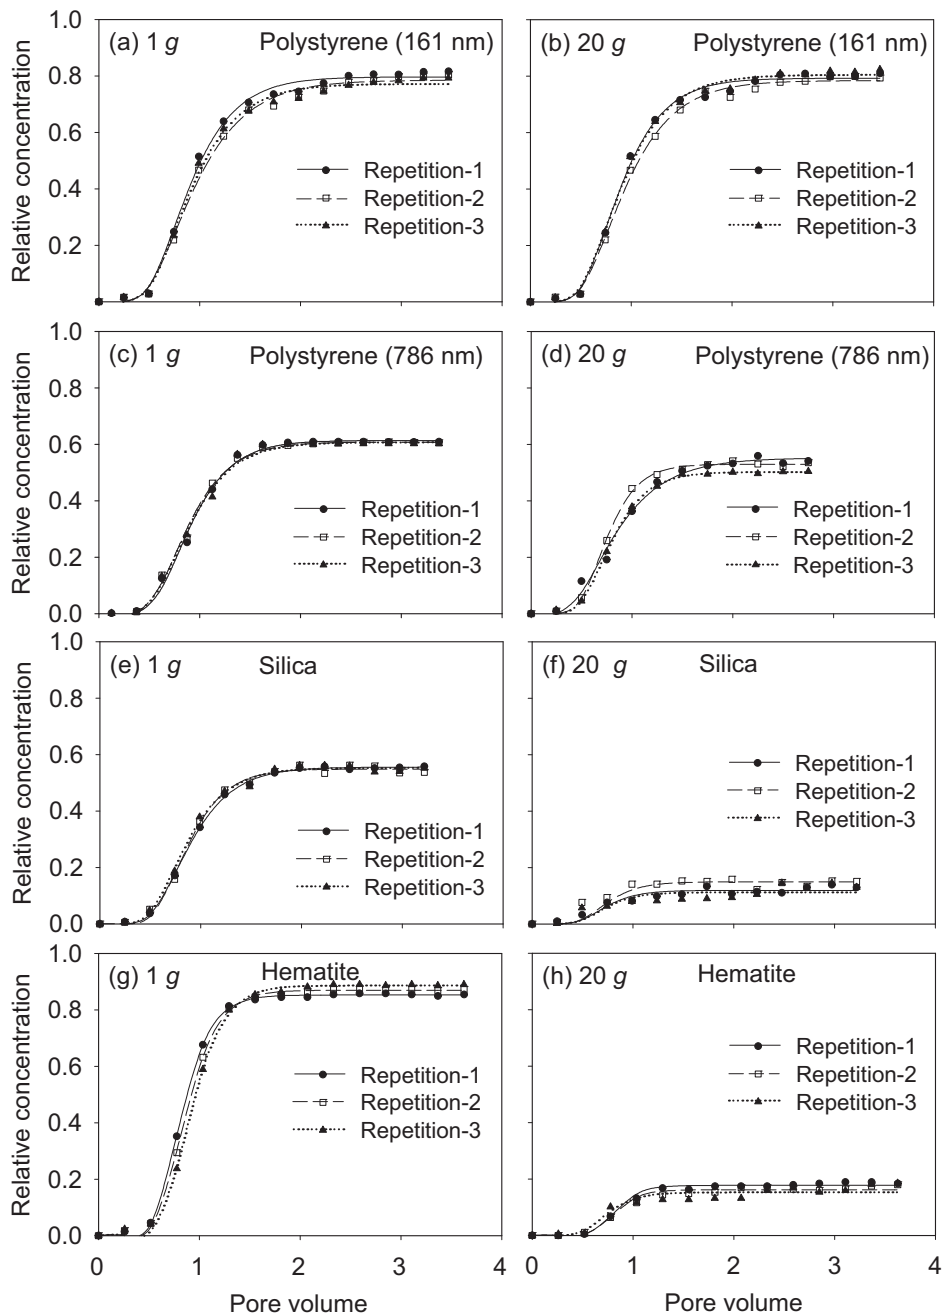 (a) 1 g Polystyrene (161 nm)
(b) 20 g Polystyrene (161 nm)
1.0
0.8
0.6
0.4
0.2
Relative concentration
Repetition-1
Repetition-2
Repetition-3
Repetition-1
Repetition-2
Repetition-3
(c) 1 g Polystyrene (786 nm)
(d) 20 g Polystyrene (786 nm)
1.0
0.8
0.6
0.4
0.2
0.0
Relative concentration
Repetition-1
Repetition-2
Repetition-3
Repetition-1
Repetition-2
Repetition-3
(e) 1 g Silica
(f) 20 g Silica
1.0
0.8
0.6
0.4
0.2
0.0
Relative concentration
Repetition-1
Repetition-2
Repetition-3
Repetition-1
Repetition-2
Repetition-3
(g) 1 g Hematite
(h) 20 g Hematite
1.0
0.8
0.6
0.4
0.2
0.0
Relative concentration
Repetition-1
Repetition-2
Repetition-3
Repetition-1
Repetition-2
Repetition-3
0 1 2 3 4
0 1 2 3 4
Pore volume
Pore volume